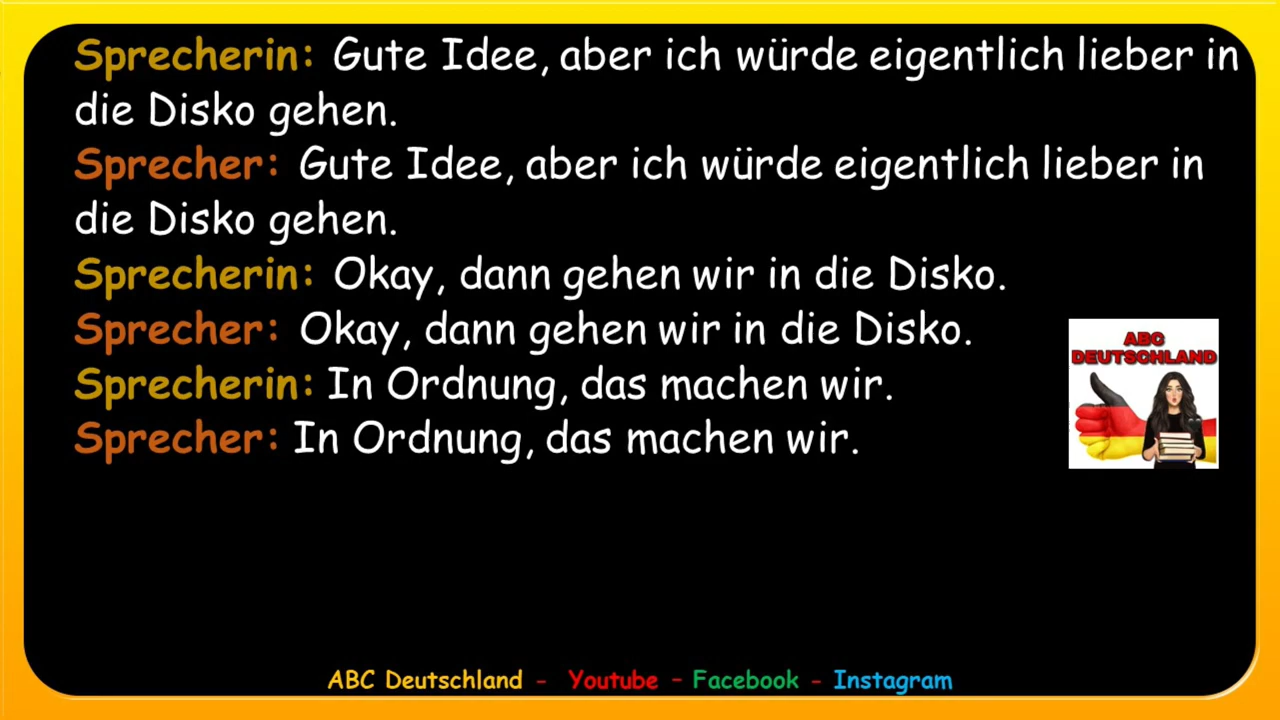 Sprecherin: Gute Idee, aber ich würde eigentlich lieber in
die Disko gehen.
Sprecher: Gute Idee, aber ich würde eigentlich lieber in
die Disko gehen.
Sprecherin: Okay, dann gehen wir in die Disko.
Sprecher: Okay, dann gehen wir in die Disko.
Sprecherin: In Ordnung, das machen wir.
Sprecher: In Ordnung, das machen wir.
ABC
DEUTSCHLAND
ABC Deutschland - Youtube - Facebook - Instagram